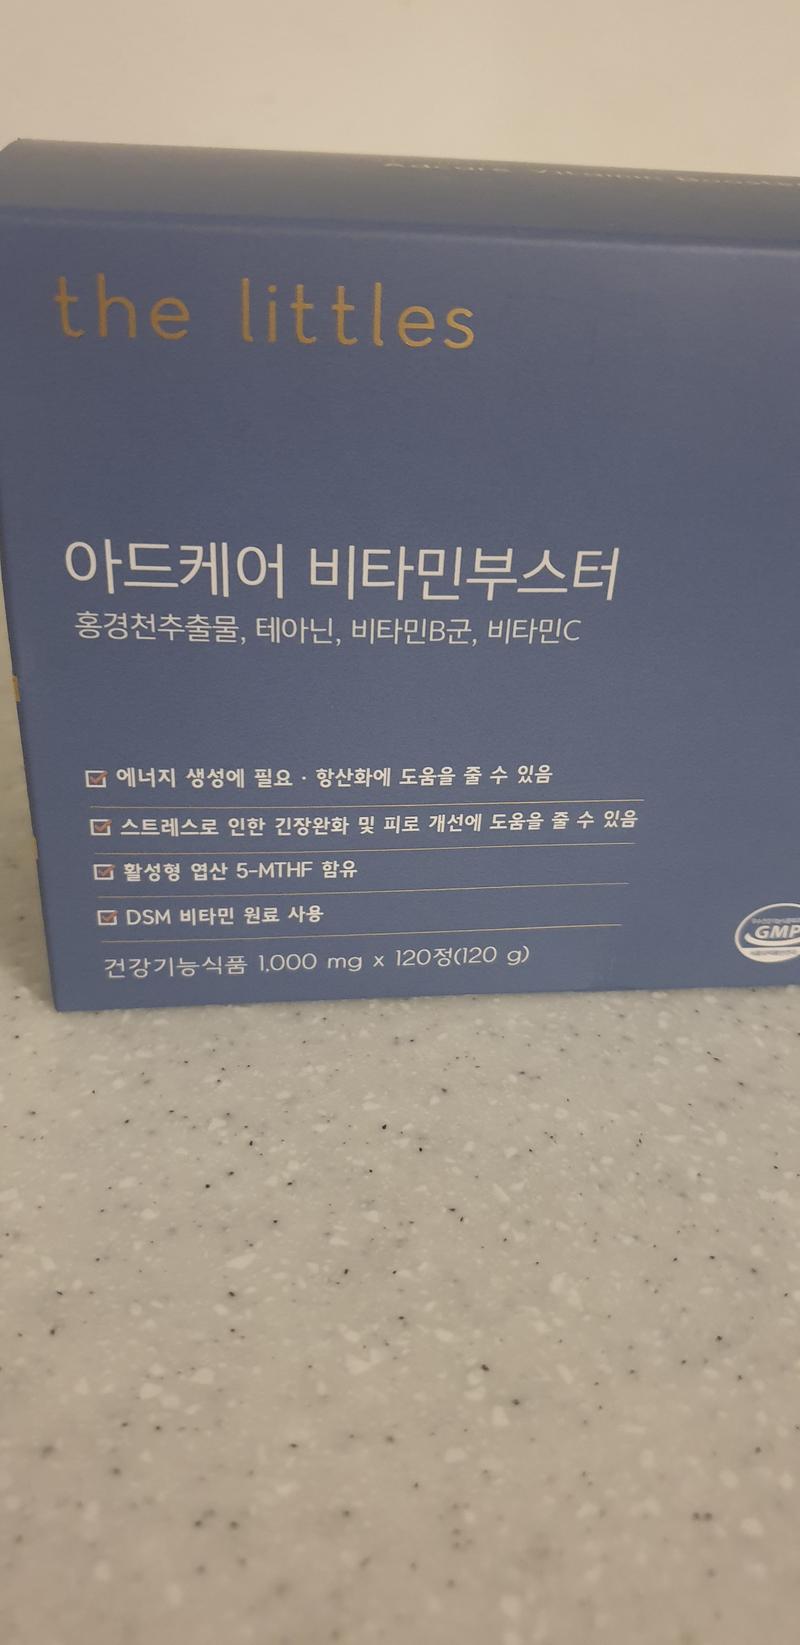 Adcare Vitamin Booster
the littles
아드케어 비타민부스터
홍경천추출물, 테아닌, 비타민B군, 비타민C
에너지 생성에 필요 · 항산화에 도움을 줄 수 있음
스트레스로 인한 긴장완화 및 피로 개선에 도움을 줄 수 있음
활성형 엽산 5-MTHF 함유
DSM 비타민 원료 사용
건강기능식품 1,000 mg x 120정(120 g)
GMP